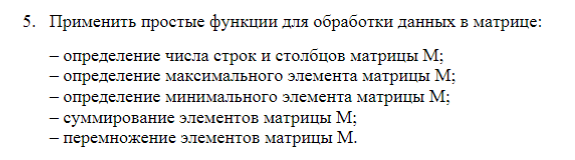 5. Применить простые функции для обработки данных в матрице:
– определение числа строк и столбцов матрицы М;
– определение максимального элемента матрицы М;
– определение минимального элемента матрицы М;
– суммирование элементов матрицы М;
– перемножение элементов матрицы М.